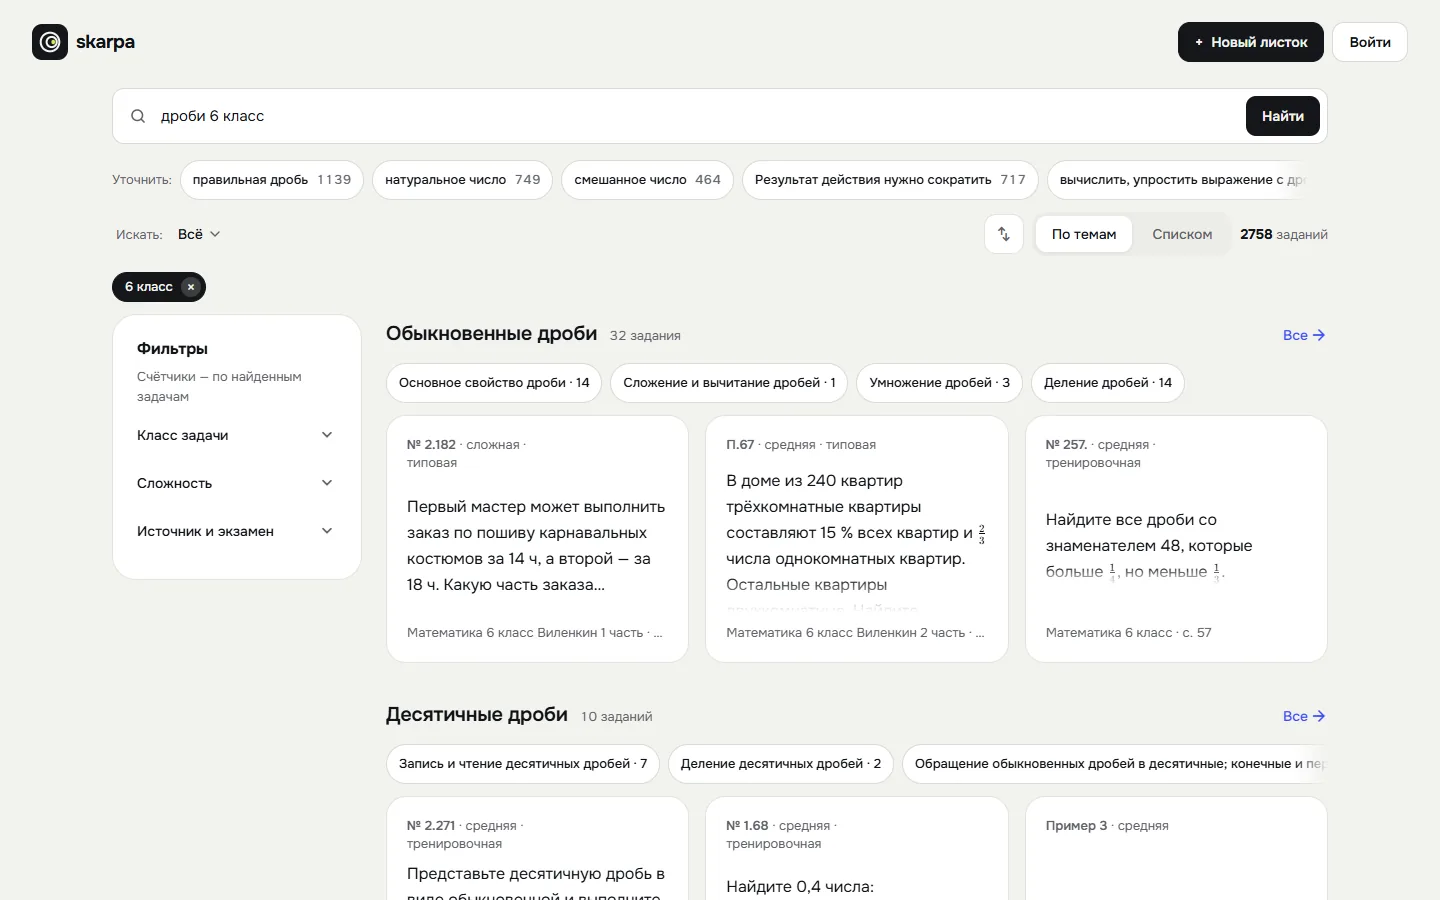 skarpa
+ Новый листок
Войти
дроби 6 класс
Найти
Уточнить:
правильная дробь 1139
натуральное число 749
смешанное число 464
Результат действия нужно сократить 717
вычислить, упростить выражение с
Искать: Всё
По темам
Списком
2758 заданий
6 класс ×
Фильтры
Счётчики — по найденным
задачам
Класс задачи
Сложность
Источник и экзамен
Обыкновенные дроби 32 задания
Все →
Основное свойство дроби · 14
Сложение и вычитание дробей · 1
Умножение дробей · 3
Деление дробей · 14
№ 2.182 · сложная ·
типовая
Первый мастер может выполнить
заказ по пошиву карнавальных
костюмов за 14 ч, а второй — за
18 ч. Какую часть заказа...
Математика 6 класс Виленкин 1 часть · ...
П.67 · средняя · типовая
В доме из 240 квартир
трёхкомнатные квартиры
составляют 15 % всех квартир и 2/3
числа однокомнатных квартир.
Остальные квартиры
Математика 6 класс Виленкин 2 часть · ...
№ 257. · средняя ·
тренировочная
Найдите все дроби со
знаменателем 48, которые
больше 1/4, но меньше 1/3.
Математика 6 класс · с. 57
Десятичные дроби 10 заданий
Все →
Запись и чтение десятичных дробей · 7
Деление десятичных дробей · 2
Обращение обыкновенных дробей в десятичные; конечные и
№ 2.271 · средняя ·
тренировочная
Представьте десятичную дробь в
виде обыкновенной и выполните
№ 1.68 · средняя ·
тренировочная
Найдите 0,4 числа:
Пример 3 · средняя